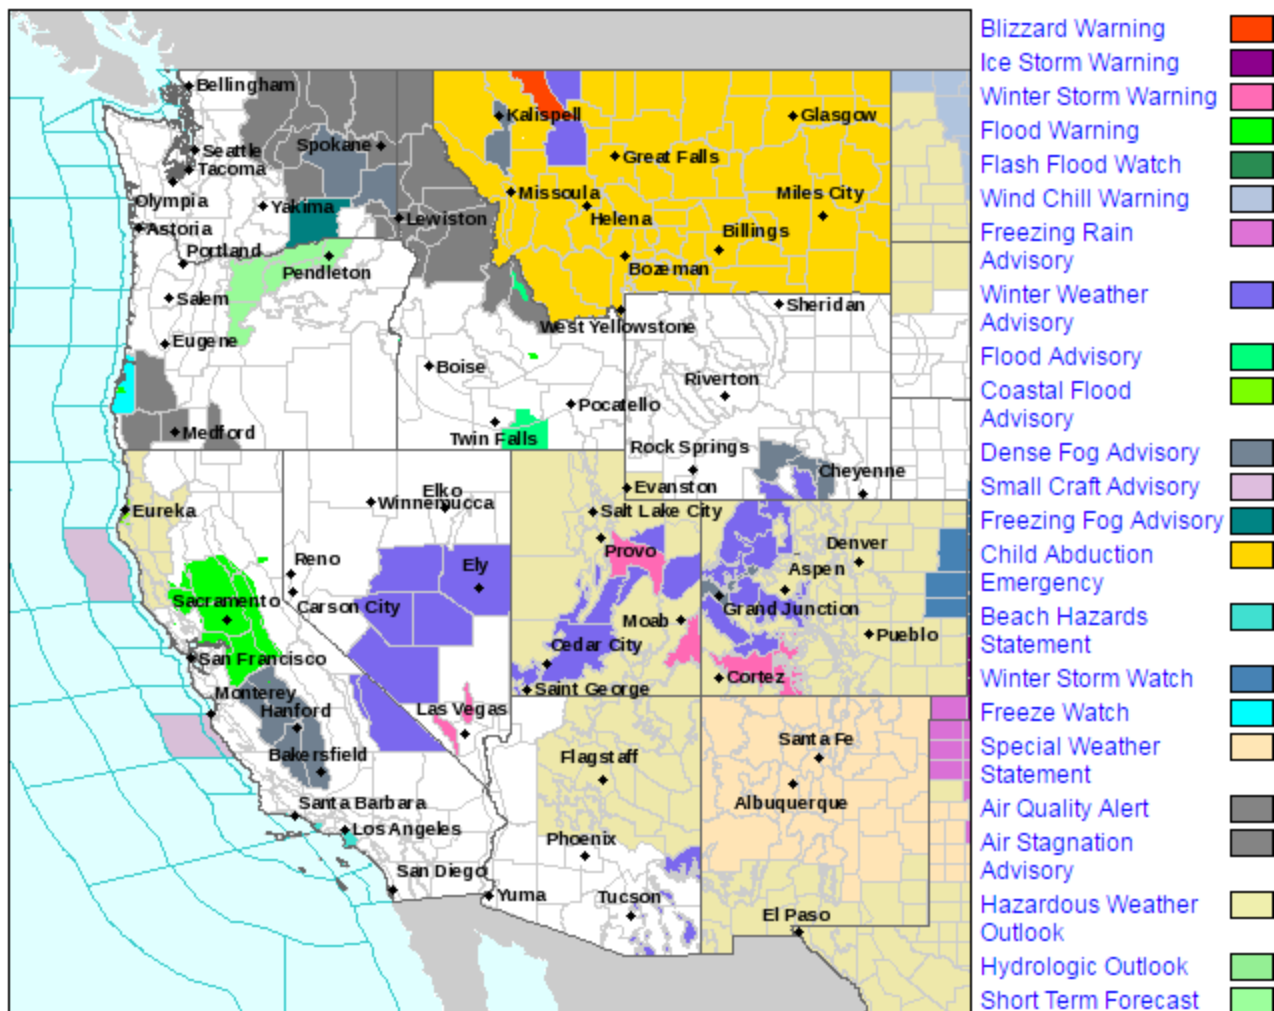 Bellingham
Seattle
Tacoma
Olympia
Astoria
Portland
Salem
Eugene
Medford
Spokane
Yakima
Lewiston
Pendleton
Kalispell
Glasgow
Great Falls
Missoula
Miles City
Helena
Billings
Bozeman
West Yellowstone
Sheridan
Boise
Pocatello
Twin Falls
Riverton
Rock Springs
Cheyenne
Evanston
Eureka
Elko
Winnemucca
Reno
Carson City
Ely
Salt Lake City
Provo
Denver
Aspen
Grand Junction
Pueblo
Moab
Cedar City
Saint George
Cortez
Sacramento
San Francisco
Monterey
Hanford
Bakersfield
Las Vegas
Santa Barbara
Los Angeles
San Diego
Flagstaff
Phoenix
Yuma
Tucson
Santa Fe
Albuquerque
El Paso
Blizzard Warning
Ice Storm Warning
Winter Storm Warning
Flood Warning
Flash Flood Watch
Wind Chill Warning
Freezing Rain
Advisory
Winter Weather
Advisory
Flood Advisory
Coastal Flood
Advisory
Dense Fog Advisory
Small Craft Advisory
Freezing Fog Advisory
Child Abduction
Emergency
Beach Hazards
Statement
Winter Storm Watch
Freeze Watch
Special Weather
Statement
Air Quality Alert
Air Stagnation
Advisory
Hazardous Weather
Outlook
Hydrologic Outlook
Short Term Forecast